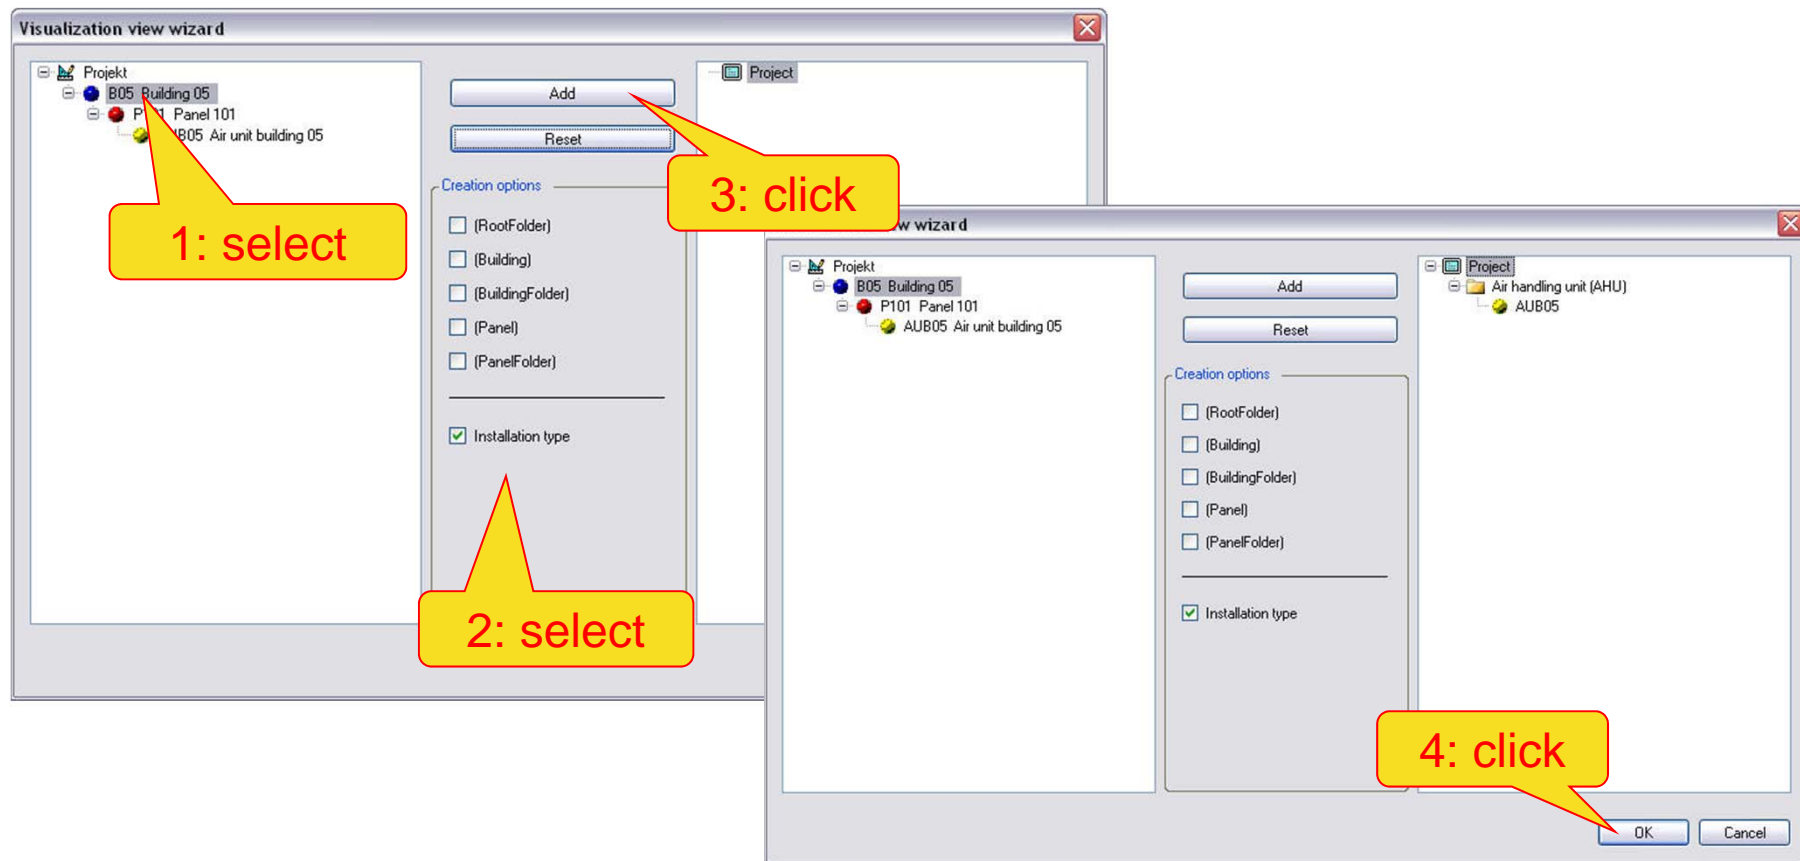 Visualization view wizard
Projekt
B05 Building 05
Panel 101
B05 Air unit building 05
Add
Reset
Creation options
(RootFolder)
(Building)
(BuildingFolder)
(Panel)
(PanelFolder)
Installation type
Project
1: select
2: select
3: click
wizard
Projekt
B05 Building 05
P101 Panel 101
AUB05 Air unit building 05
Add
Reset
Creation options
(RootFolder)
(Building)
(BuildingFolder)
(Panel)
(PanelFolder)
Installation type
Project
Air handling unit (AHU)
AUB05
4: click
OK
Cancel